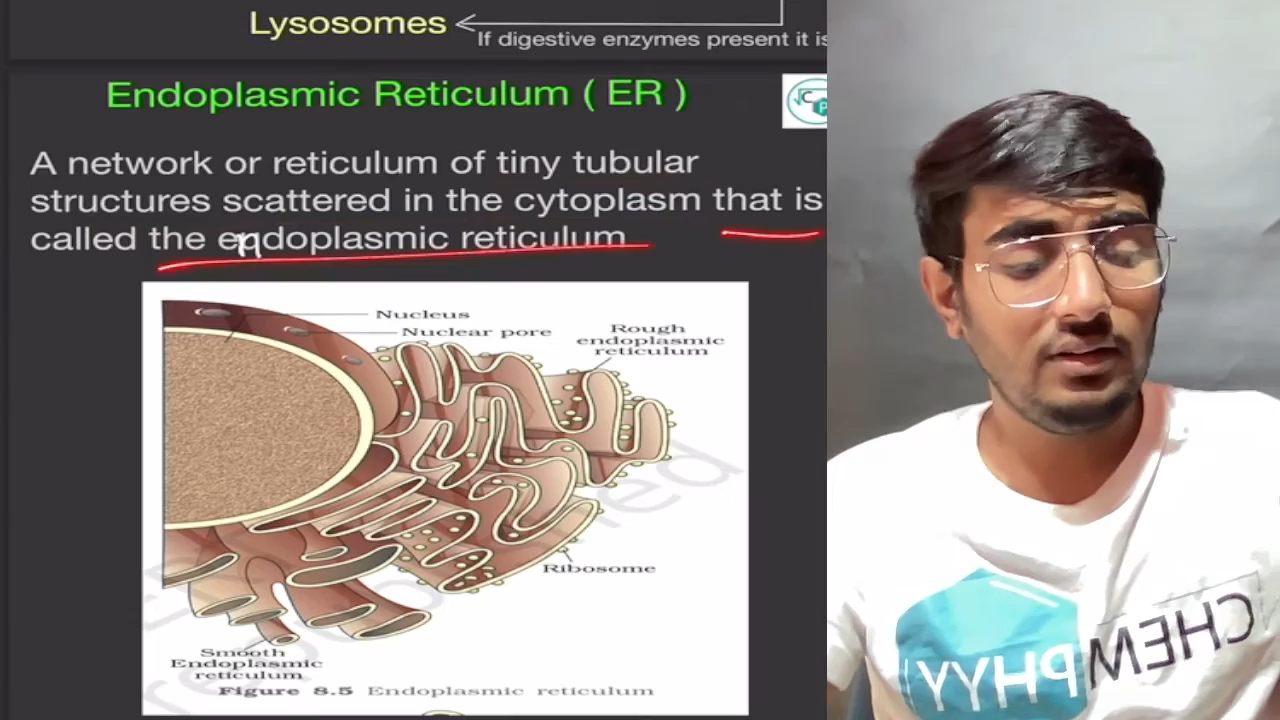 Lysosomes
If digestive enzymes present it is
Endoplasmic Reticulum ( ER )
A network or reticulum of tiny tubular
structures scattered in the cytoplasm that is
called the endoplasmic reticulum
Nucleus
Nuclear pore
Rough
endoplasmic
reticulum
Ribosome
Smooth
Endoplasmic
reticulum
Figure 8.5 Endoplasmic reticulum
CHEMPHYY